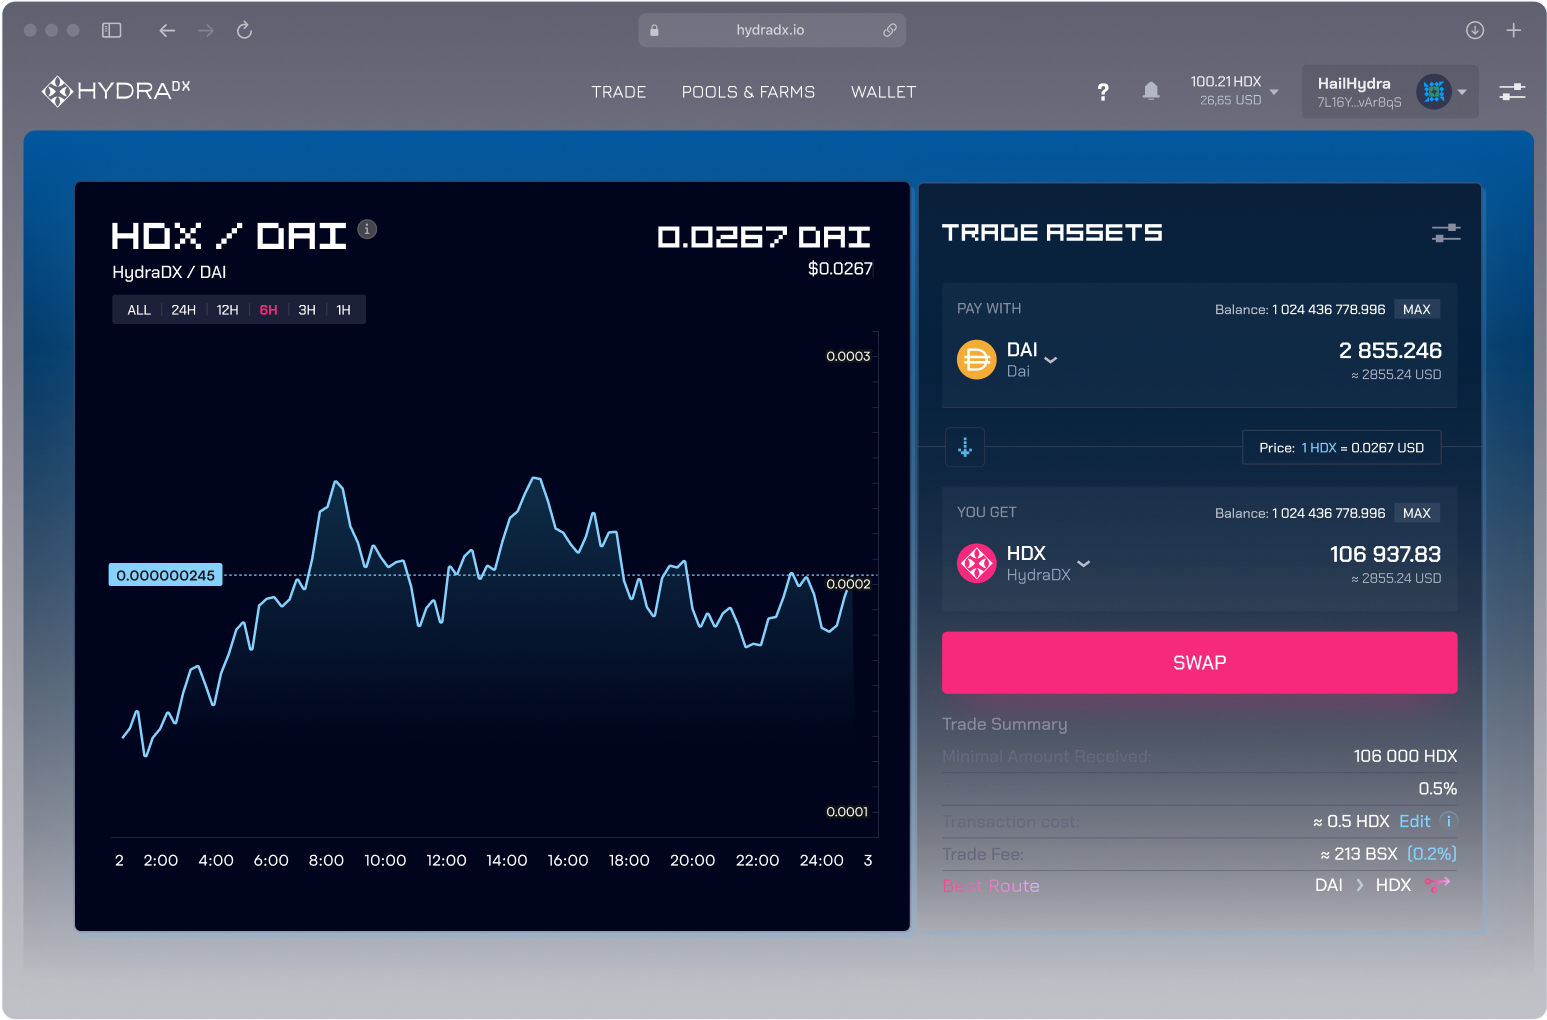 hydradx.io
HYDRADX
TRADE
POOLS & FARMS
WALLET
?
100.21 HDX
26,65 USD
HailHydra
7L16Y...vAr8qS
HDX / DAI
i
HydraDX / DAI
0.0267 DAI
$0.0267
ALL 24H 12H 6H 3H 1H
0.0003
0.000000245
0.0002
0.0001
2 2:00 4:00 6:00 8:00 10:00 12:00 14:00 16:00 18:00 20:00 22:00 24:00 3
TRADE ASSETS
PAY WITH
Balance: 1 024 436 778.996 MAX
DAI
Dai
2 855.246
≈ 2855.24 USD
Price: 1 HDX = 0.0267 USD
YOU GET
Balance: 1 024 436 778.996 MAX
HDX
HydraDX
106 937.83
≈ 2855.24 USD
SWAP
Trade Summary
Minimal Amount Received: 106 000 HDX
0.5%
Transaction cost: ≈ 0.5 HDX Edit i
Trade Fee: ≈ 213 BSX (0.2%)
Best Route DAI > HDX